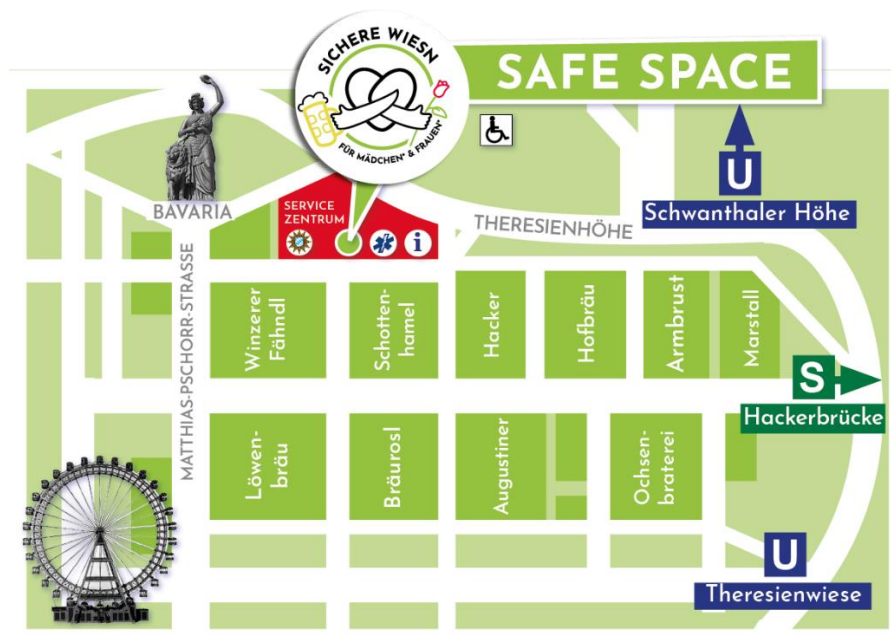 SICHERE WIESN
FÜR MÄDCHEN* & FRAUEN*
SAFE SPACE
U
Schwanthaler Höhe
BAVARIA
SERVICE
ZENTRUM
i
THERESIENHÖHE
MATTHIAS-PSCHORR-STRASSE
Winzerer
Fähndl
Schotten-
hamel
Hacker
Hofbräu
Armbrust
Marstall
S
Hackerbrücke
Löwen-
bräu
Bräurosl
Augustiner
Ochsen-
braterei
U
Theresienwiese